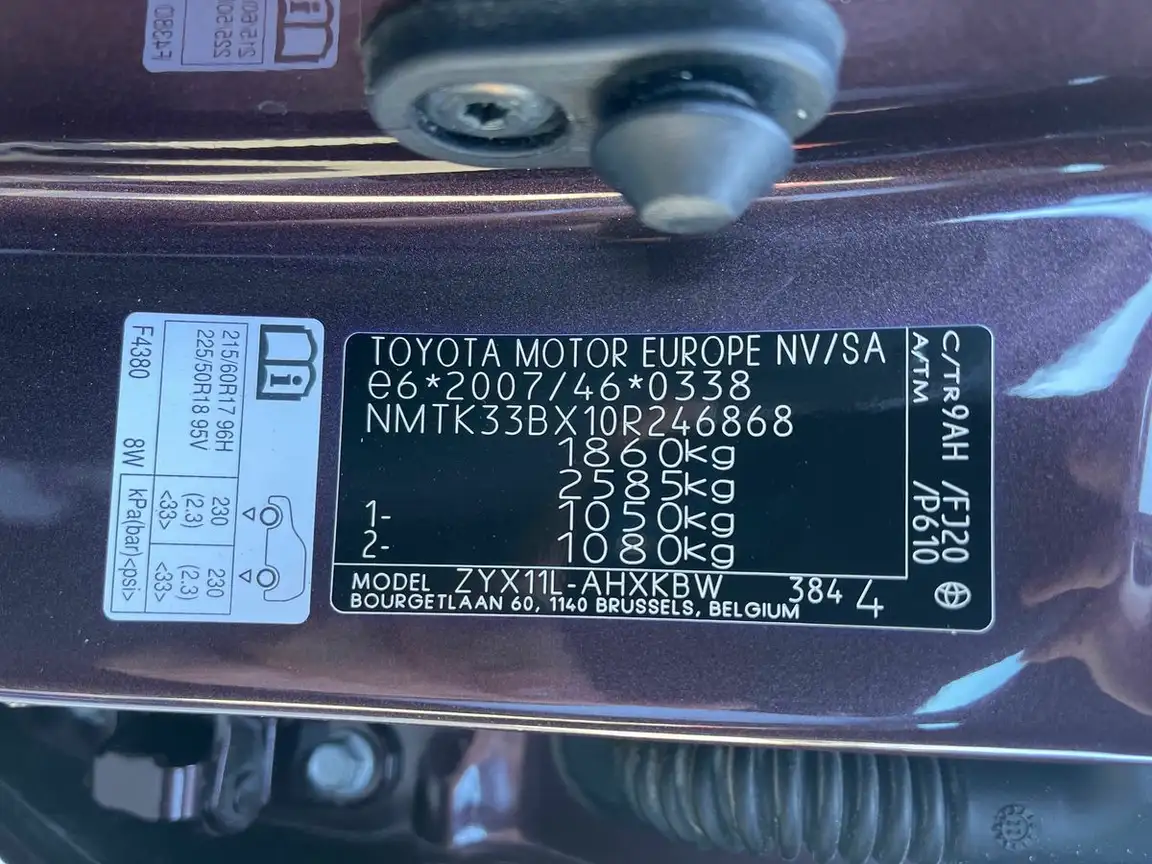 TOYOTA MOTOR EUROPE NV/SA
e6*2007/46*0338
NMTK33BX10R246868
1860kg
2585kg
1- 1050kg
2- 1080kg
MODEL ZYX11L-AHXKBW 384 4
BOURGETLAAN 60, 1140 BRUSSELS, BELGIUM
C/TR 9AH /FJ20
A/TM /P610
i
215/60R17 96H
225/50R18 95V
230 (2.3) <33>
230 (2.3) <33>
F4380 8W kPa(bar)<psi>